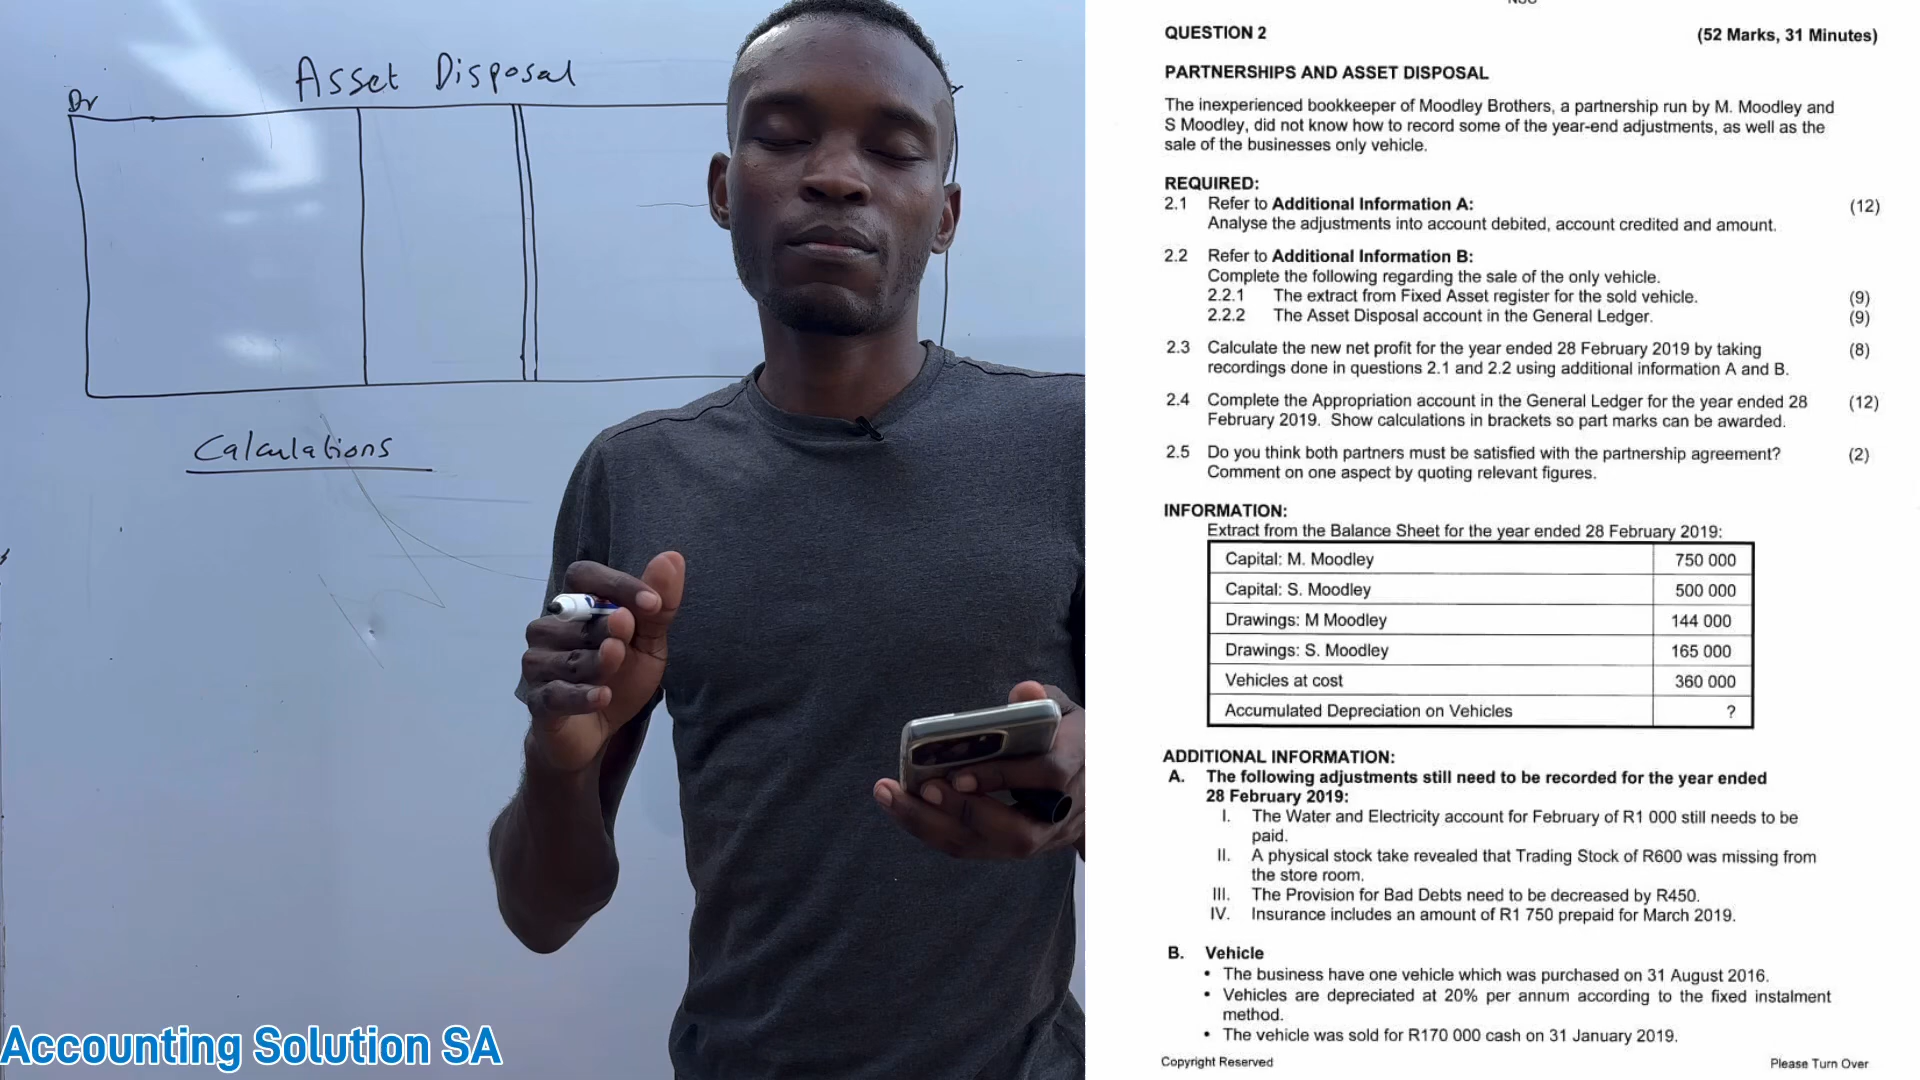 Asset Disposal
Dr
Calculations
Accounting Solution SA
QUESTION 2 (52 Marks, 31 Minutes)
PARTNERSHIPS AND ASSET DISPOSAL
The inexperienced bookkeeper of Moodley Brothers, a partnership run by M. Moodley and
S Moodley, did not know how to record some of the year-end adjustments, as well as the
sale of the businesses only vehicle.
REQUIRED:
2.1 Refer to Additional Information A: (12)
Analyse the adjustments into account debited, account credited and amount.
2.2 Refer to Additional Information B:
Complete the following regarding the sale of the only vehicle.
2.2.1 The extract from Fixed Asset register for the sold vehicle. (9)
2.2.2 The Asset Disposal account in the General Ledger. (9)
2.3 Calculate the new net profit for the year ended 28 February 2019 by taking (8)
recordings done in questions 2.1 and 2.2 using additional information A and B.
2.4 Complete the Appropriation account in the General Ledger for the year ended 28 (12)
February 2019. Show calculations in brackets so part marks can be awarded.
2.5 Do you think both partners must be satisfied with the partnership agreement? (2)
Comment on one aspect by quoting relevant figures.
INFORMATION:
Extract from the Balance Sheet for the year ended 28 February 2019:
Capital: M. Moodley 750 000
Capital: S. Moodley 500 000
Drawings: M Moodley 144 000
Drawings: S. Moodley 165 000
Vehicles at cost 360 000
Accumulated Depreciation on Vehicles ?
ADDITIONAL INFORMATION:
A. The following adjustments still need to be recorded for the year ended
28 February 2019:
I. The Water and Electricity account for February of R1 000 still needs to be
paid.
II. A physical stock take revealed that Trading Stock of R600 was missing from
the store room.
III. The Provision for Bad Debts need to be decreased by R450.
IV. Insurance includes an amount of R1 750 prepaid for March 2019.
B. Vehicle
• The business have one vehicle which was purchased on 31 August 2016.
• Vehicles are depreciated at 20% per annum according to the fixed instalment
method.
• The vehicle was sold for R170 000 cash on 31 January 2019.
Copyright Reserved Please Turn Over